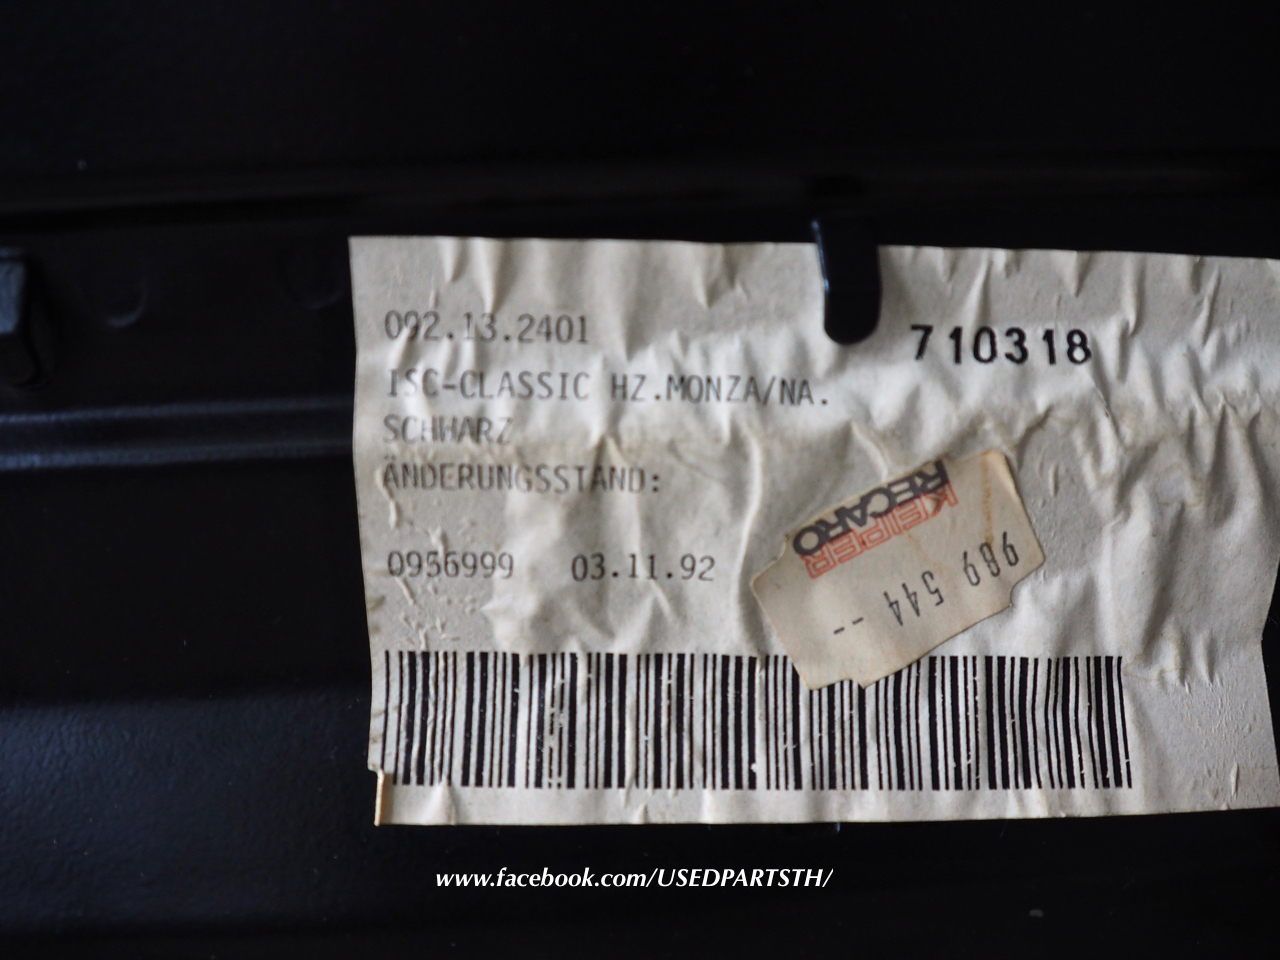 092.13.2401
710318
ISC-CLASSIC HZ.MONZA/NA.
SCHWARZ
ÄNDERUNGSSTAND:
0956999 03.11.92
KEIPER
RECARO
989 544 --
www.facebook.com/USEDPARTSTH/